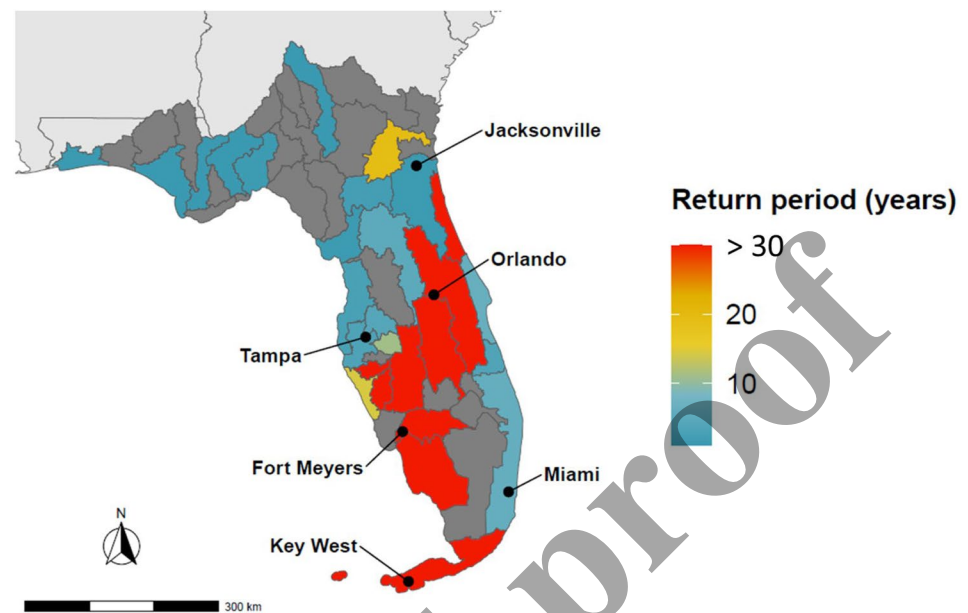 Jacksonville
Return period (years)
> 30
Orlando
20
Tampa
10
Fort Meyers
Miami
N
Key West
300 km
proof